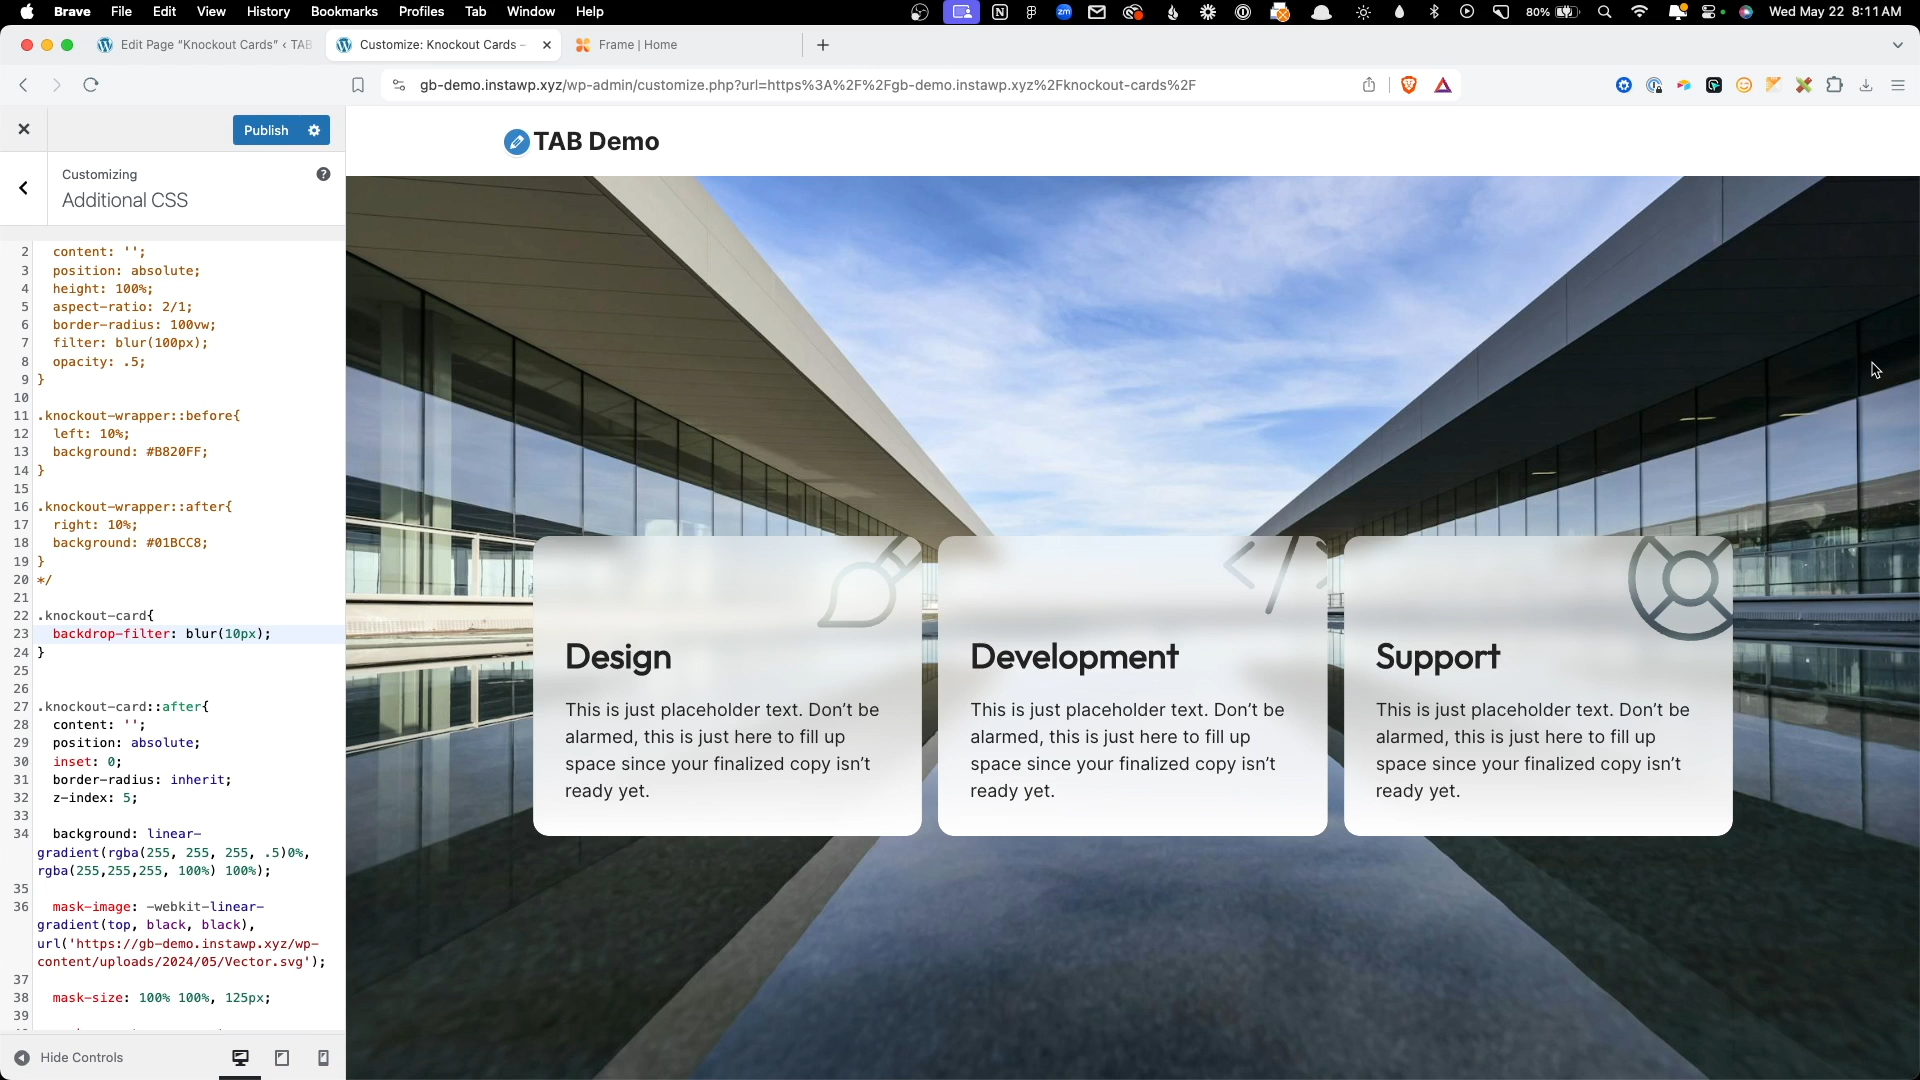 Brave File Edit View History Bookmarks Profiles Tab Window Help
zm
80%
Wed May 22 8:11 AM
Edit Page “Knockout Cards” ‹ TAB
Customize: Knockout Cards –
Frame | Home
gb-demo.instawp.xyz/wp-admin/customize.php?url=https%3A%2F%2Fgb-demo.instawp.xyz%2Fknockout-cards%2F
Publish
Customizing
Additional CSS
TAB Demo
2 content: '';
3 position: absolute;
4 height: 100%;
5 aspect-ratio: 2/1;
6 border-radius: 100vw;
7 filter: blur(100px);
8 opacity: .5;
9 }
10
11 .knockout-wrapper::before{
12 left: 10%;
13 background: #B820FF;
14 }
15
16 .knockout-wrapper::after{
17 right: 10%;
18 background: #01BCC8;
19 }
20 */
21
22 .knockout-card{
23 backdrop-filter: blur(10px);
24 }
25
26
27 .knockout-card::after{
28 content: '';
29 position: absolute;
30 inset: 0;
31 border-radius: inherit;
32 z-index: 5;
33
34 background: linear-
gradient(rgba(255, 255, 255, .5)0%,
rgba(255,255,255, 100%) 100%);
35
36 mask-image: -webkit-linear-
gradient(top, black, black),
url('https://gb-demo.instawp.xyz/wp-
content/uploads/2024/05/Vector.svg');
37
38 mask-size: 100% 100%, 125px;
39
Hide Controls
Design
This is just placeholder text. Don’t be
alarmed, this is just here to fill up
space since your finalized copy isn’t
ready yet.
Development
This is just placeholder text. Don’t be
alarmed, this is just here to fill up
space since your finalized copy isn’t
ready yet.
Support
This is just placeholder text. Don’t be
alarmed, this is just here to fill up
space since your finalized copy isn’t
ready yet.